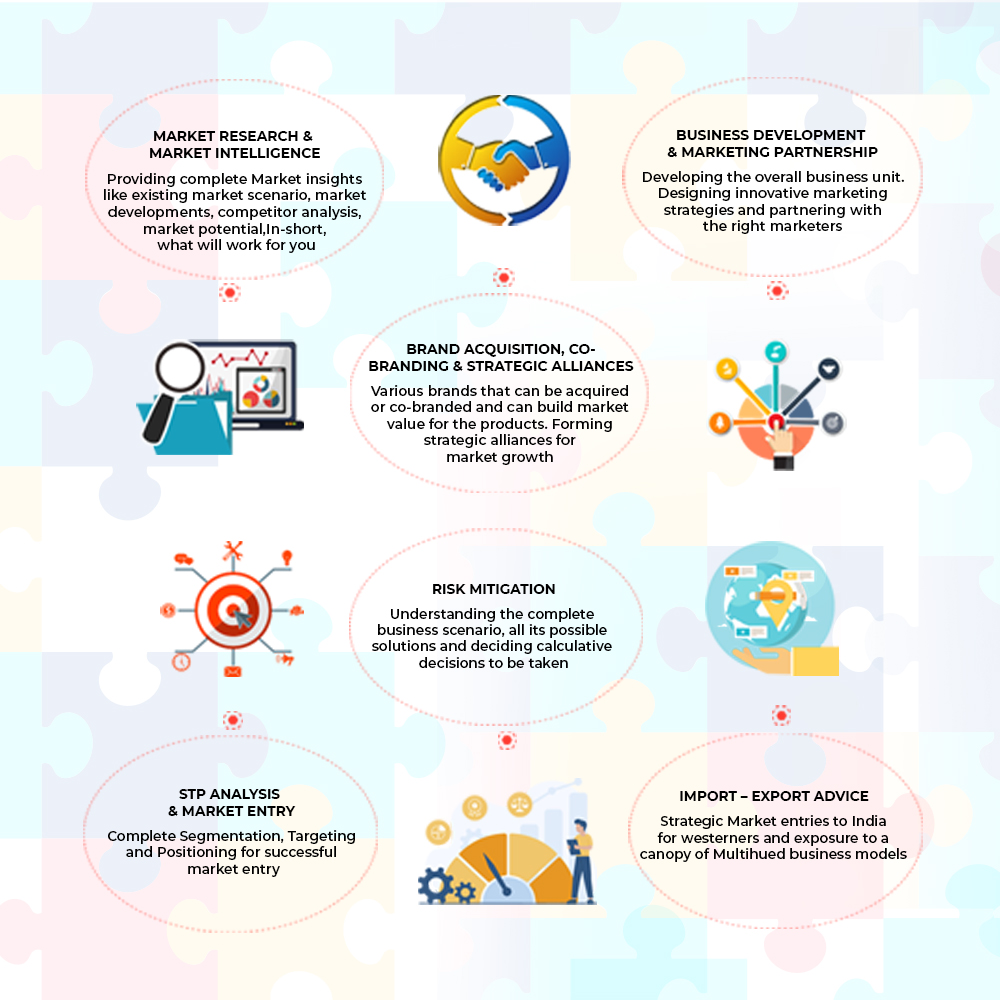 MARKET RESEARCH &
MARKET INTELLIGENCE
Providing complete Market insights
like existing market scenario, market
developments, competitor analysis,
market potential,In-short,
what will work for you
BUSINESS DEVELOPMENT
& MARKETING PARTNERSHIP
Developing the overall business unit.
Designing innovative marketing
strategies and partnering with
the right marketers
BRAND ACQUISITION, CO-
BRANDING & STRATEGIC ALLIANCES
Various brands that can be acquired
or co-branded and can build market
value for the products. Forming
strategic alliances for
market growth
RISK MITIGATION
Understanding the complete
business scenario, all its possible
solutions and deciding calculative
decisions to be taken
STP ANALYSIS
& MARKET ENTRY
Complete Segmentation, Targeting
and Positioning for successful
market entry
IMPORT – EXPORT ADVICE
Strategic Market entries to India
for westerners and exposure to a
canopy of Multihued business models